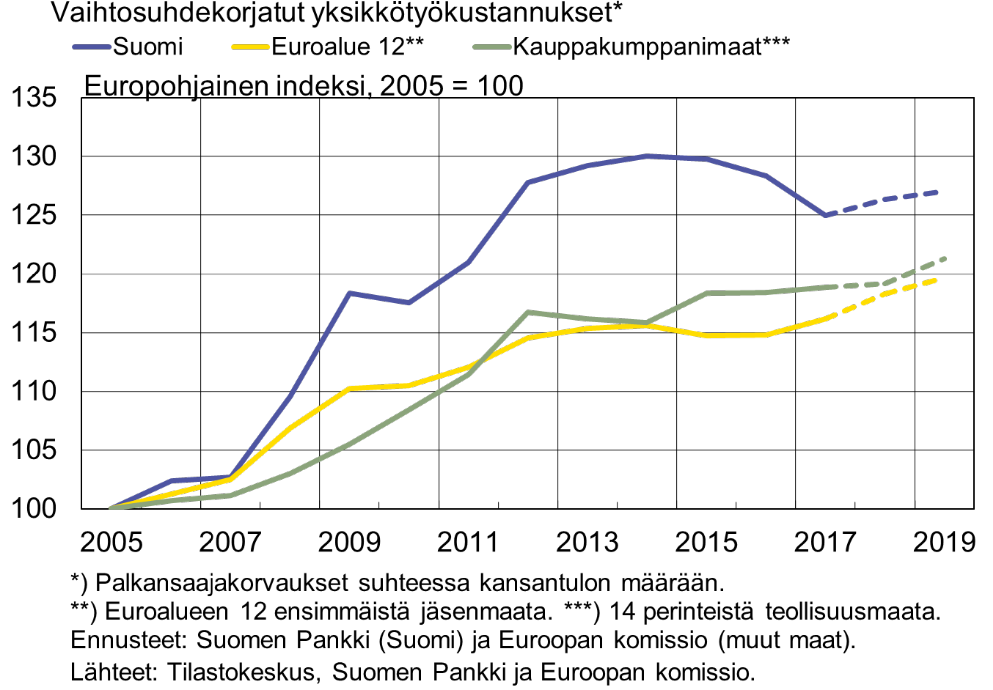 Vaihtosuhdekorjatut yksikkötyökustannukset*
Suomi Euroalue 12** Kauppakumppanimaat***
Europohjainen indeksi, 2005 = 100
135
130
125
120
115
110
105
100
2005 2007 2009 2011 2013 2015 2017 2019
*) Palkansaajakorvaukset suhteessa kansantulon määrään.
**) Euroalueen 12 ensimmäistä jäsenmaata. ***) 14 perinteistä teollisuusmaata.
Ennusteet: Suomen Pankki (Suomi) ja Euroopan komissio (muut maat).
Lähteet: Tilastokeskus, Suomen Pankki ja Euroopan komissio.